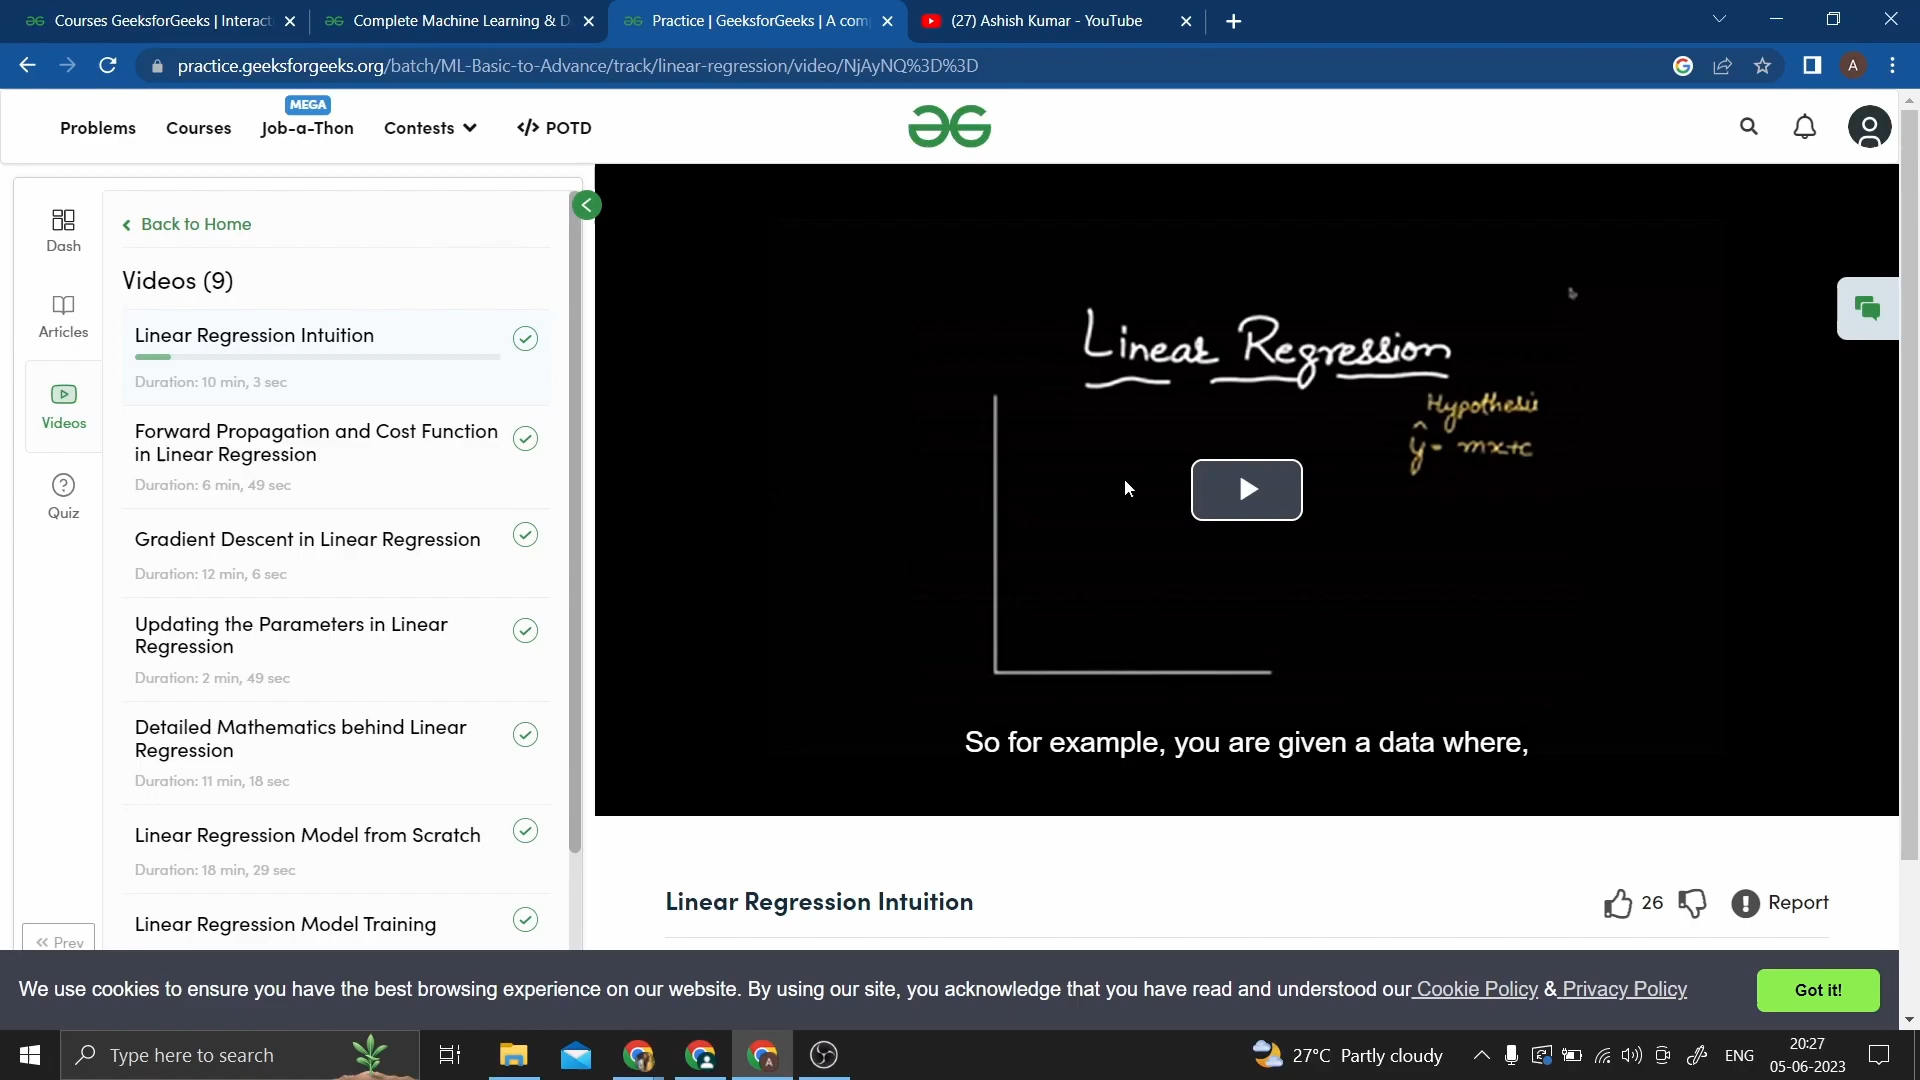 Courses GeeksforGeeks | Interact
Complete Machine Learning & D
Practice | GeeksforGeeks | A com
(27) Ashish Kumar - YouTube
practice.geeksforgeeks.org/batch/ML-Basic-to-Advance/track/linear-regression/video/NjAyNQ%3D%3D
A
MEGA
Problems
Courses
Job-a-Thon
Contests
</> POTD
Dash
Articles
Videos
Quiz
Prev
Back to Home
Videos (9)
Linear Regression Intuition
Duration: 10 min, 3 sec
Forward Propagation and Cost Function
in Linear Regression
Duration: 6 min, 49 sec
Gradient Descent in Linear Regression
Duration: 12 min, 6 sec
Updating the Parameters in Linear
Regression
Duration: 2 min, 49 sec
Detailed Mathematics behind Linear
Regression
Duration: 11 min, 18 sec
Linear Regression Model from Scratch
Duration: 18 min, 29 sec
Linear Regression Model Training
Linear Regression
Hypothesis
ŷ = mx+c
So for example, you are given a data where,
Linear Regression Intuition
26
Report
We use cookies to ensure you have the best browsing experience on our website. By using our site, you acknowledge that you have read and understood our Cookie Policy & Privacy Policy
Got it!
Type here to search
A
27°C Partly cloudy
ENG
20:27
05-06-2023